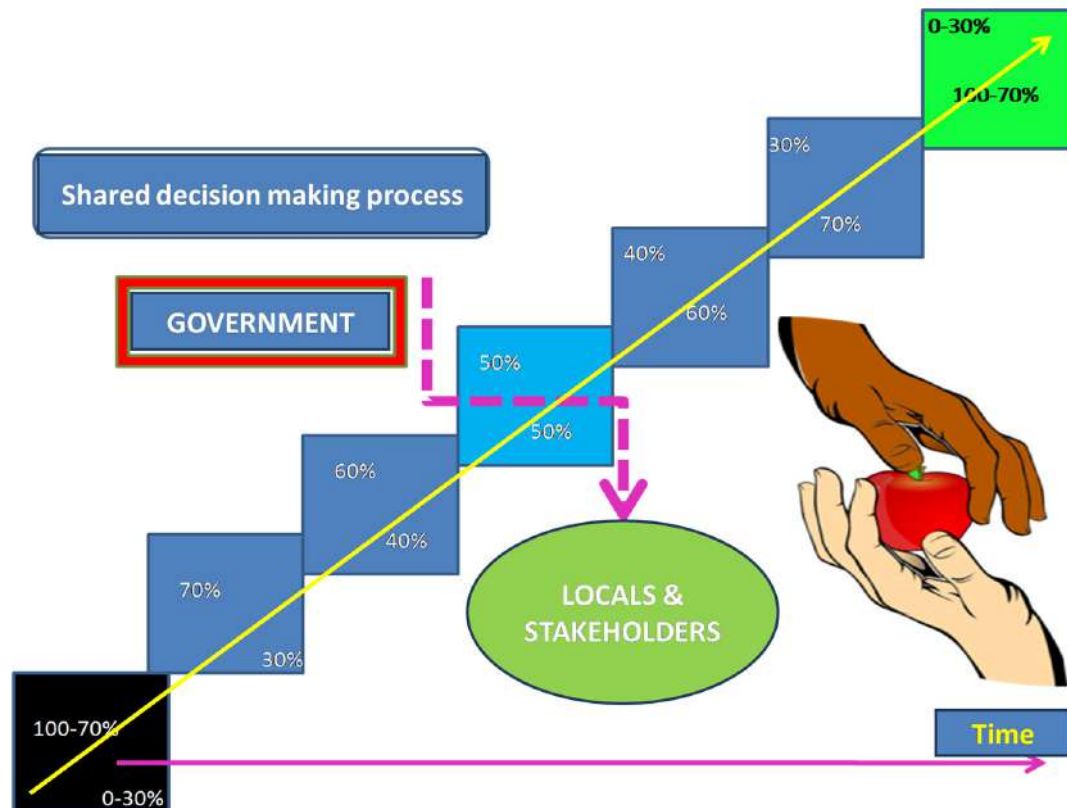 0-30%
100-70%
30%
70%
Shared decision making process
40%
60%
GOVERNMENT
50%
50%
60%
40%
LOCALS &
STAKEHOLDERS
70%
30%
100-70%
0-30%
Time